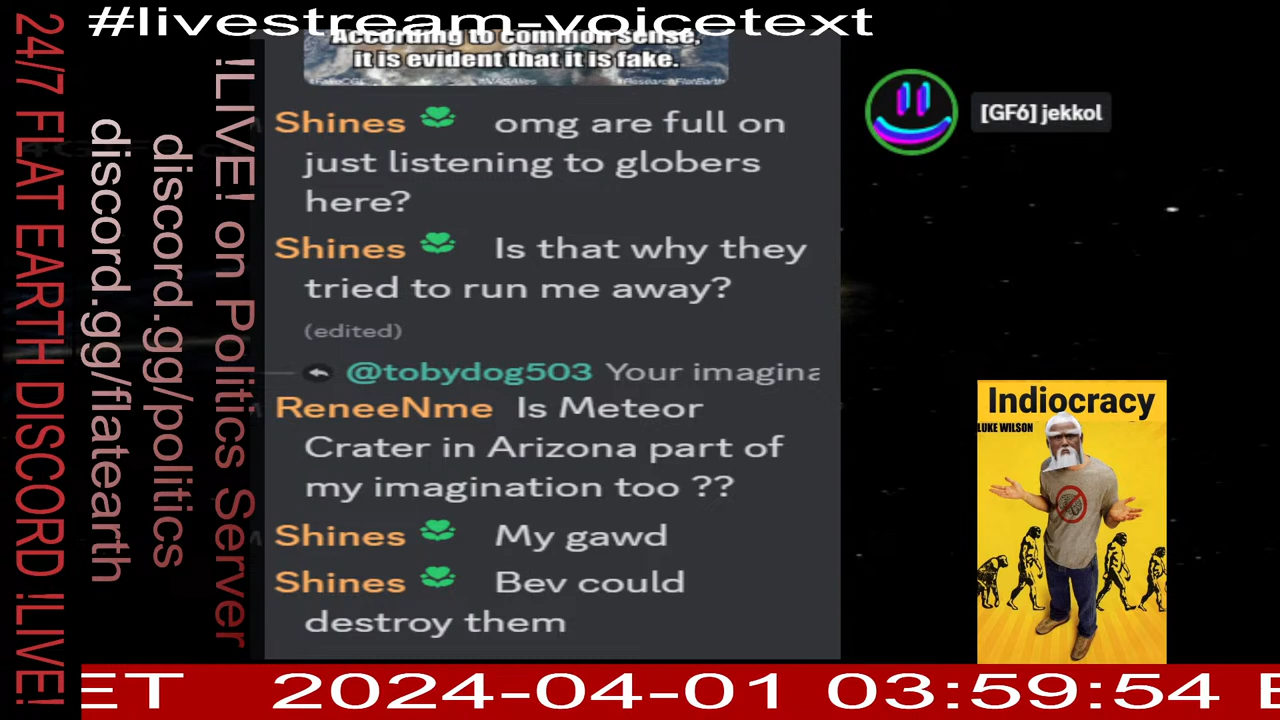 #livestream-voicetext
According to common sense,
it is evident that it is fake.
Shines omg are full on
just listening to globers
here?
Shines Is that why they
tried to run me away?
(edited)
@tobydog503 Your imagina
ReneeNme Is Meteor
Crater in Arizona part of
my imagination too ??
Shines My gawd
Shines Bev could
destroy them
[GF6] jekkol
Indiocracy
LUKE WILSON
24/7 FLAT EARTH DISCORD !LIVE!
discord.gg/flatearth
discord.gg/politics
!LIVE! on Politics Server
ET 2024-04-01 03:59:54 E